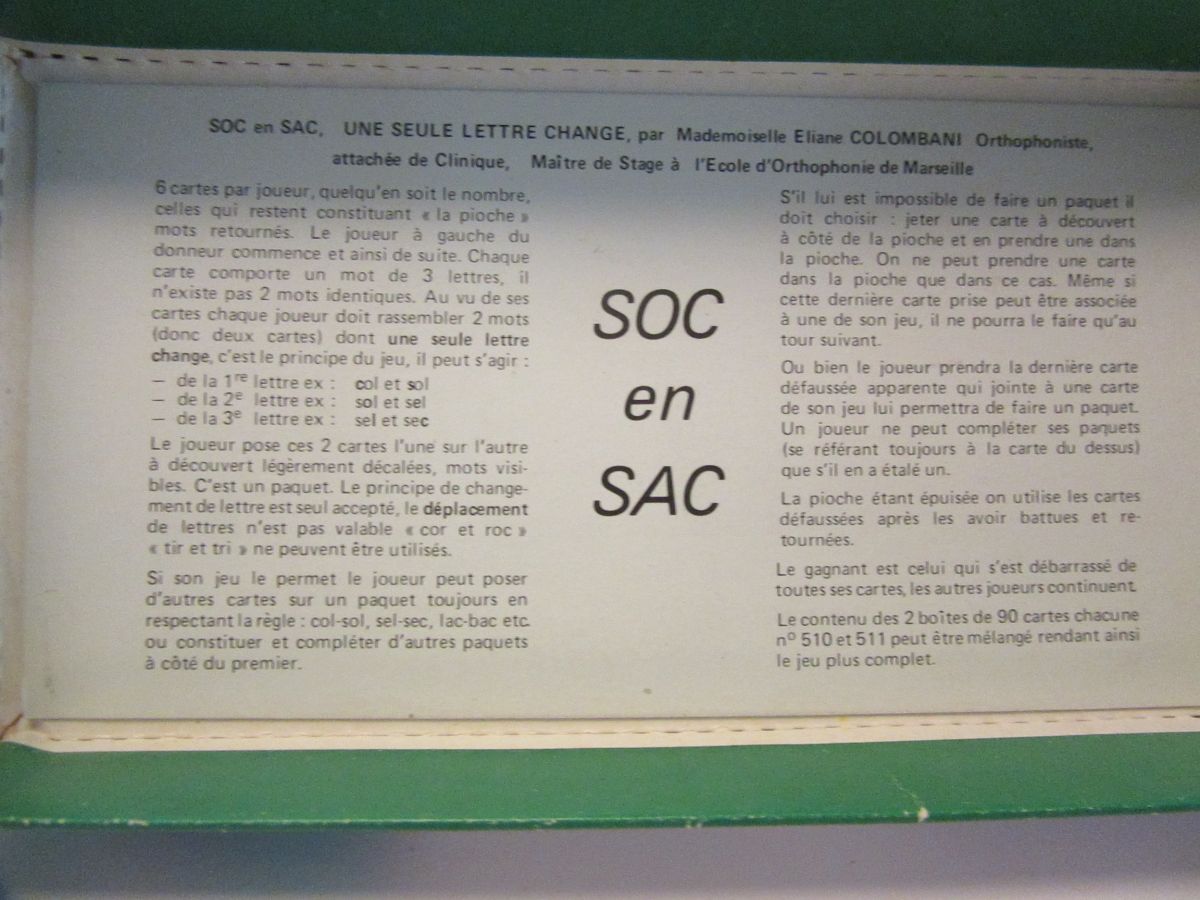 SOC en SAC, UNE SEULE LETTRE CHANGE, par Mademoiselle Eliane COLOMBANI Orthophoniste,
attachée de Clinique, Maître de Stage à l'Ecole d'Orthophonie de Marseille
6 cartes par joueur, quelqu'en soit le nombre,
celles qui restent constituant « la pioche »
mots retournés. Le joueur à gauche du
donneur commence et ainsi de suite. Chaque
carte comporte un mot de 3 lettres, il
n'existe pas 2 mots identiques. Au vu de ses
cartes chaque joueur doit rassembler 2 mots
(donc deux cartes) dont une seule lettre
change, c'est le principe du jeu, il peut s'agir :
— de la 1re lettre ex : col et sol
— de la 2e lettre ex : sol et sel
— de la 3e lettre ex : sel et sec
Le joueur pose ces 2 cartes l'une sur l'autre
à découvert légèrement décalées, mots visi-
bles. C'est un paquet. Le principe de change-
ment de lettre est seul accepté, le déplacement
de lettres n'est pas valable « cor et roc »
« tir et tri » ne peuvent être utilisés.
Si son jeu le permet le joueur peut poser
d'autres cartes sur un paquet toujours en
respectant la règle : col-sol, sel-sec, lac-bac etc.
ou constituer et compléter d'autres paquets
à côté du premier.
SOC
en
SAC
S'il lui est impossible de faire un paquet il
doit choisir : jeter une carte à découvert
à côté de la pioche et en prendre une dans
la pioche. On ne peut prendre une carte
dans la pioche que dans ce cas. Même si
cette dernière carte prise peut être associée
à une de son jeu, il ne pourra le faire qu'au
tour suivant.
Ou bien le joueur prendra la dernière carte
défaussée apparente qui jointe à une carte
de son jeu lui permettra de faire un paquet.
Un joueur ne peut compléter ses paquets
(se référant toujours à la carte du dessus)
que s'il en a étalé un.
La pioche étant épuisée on utilise les cartes
défaussées après les avoir battues et re-
tournées.
Le gagnant est celui qui s'est débarrassé de
toutes ses cartes, les autres joueurs continuent.
Le contenu des 2 boîtes de 90 cartes chacune
nº 510 et 511 peut être mélangé rendant ainsi
le jeu plus complet.